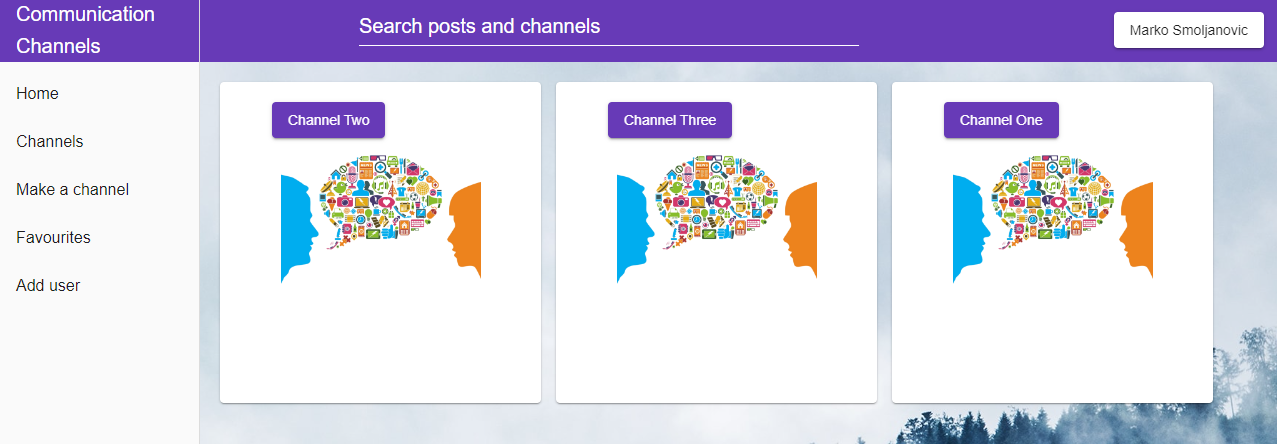 Communication
Channels
Search posts and channels
Marko Smoljanovic
Home
Channels
Make a channel
Favourites
Add user
Channel Two
Channel Three
Channel One